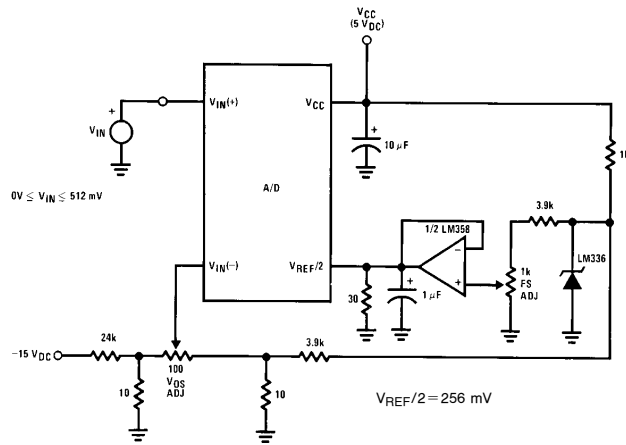 VCC
(5 VDC)
VIN(+)
VCC
+
VIN
+
10 µF
A/D
0V ≤ VIN ≤ 512 mV
3.9k
1/2 LM358
LM336
VIN(−)
VREF/2
−
+
1k
FS
ADJ
+
30
1 µF
24k
3.9k
−15 VDC
100
VOS
ADJ
10
10
VREF/2=256 mV